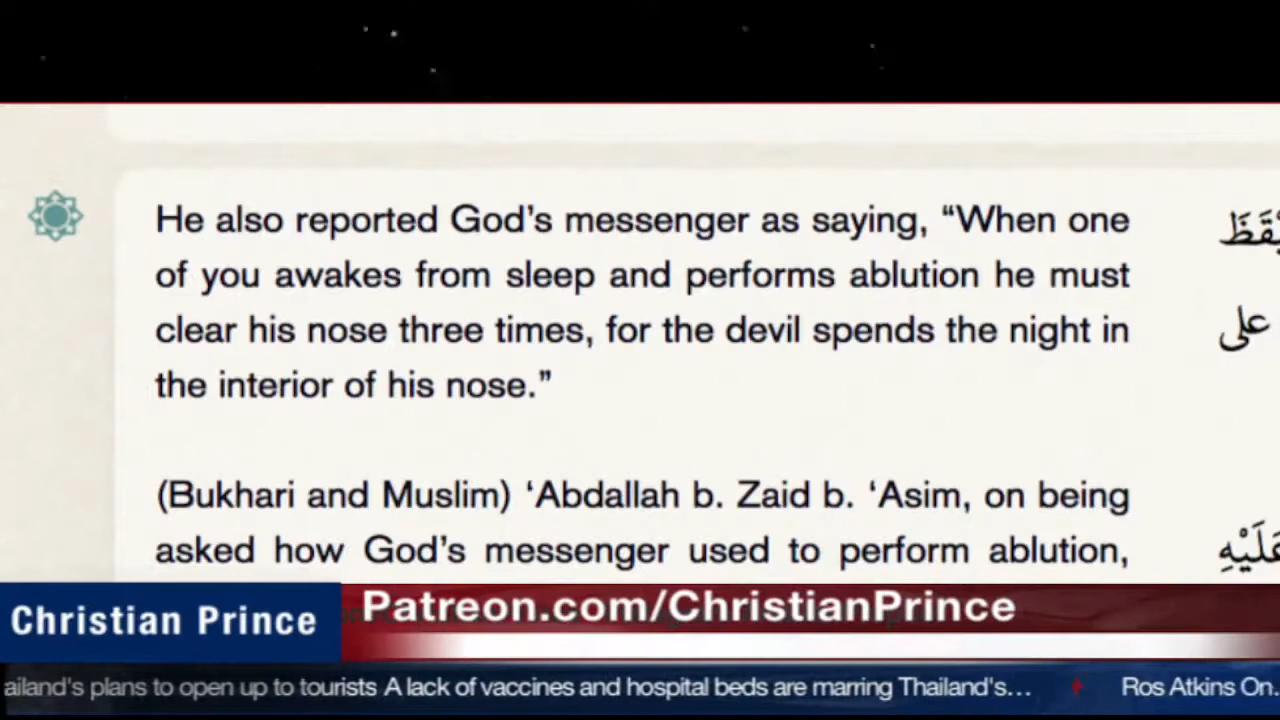 He also reported God's messenger as saying, “When one
of you awakes from sleep and performs ablution he must
clear his nose three times, for the devil spends the night in
the interior of his nose.”
على
(Bukhari and Muslim) ‘Abdallah b. Zaid b. ‘Asim, on being
asked how God's messenger used to perform ablution,
Christian Prince
Patreon.com/ChristianPrince
ailand's plans to open up to tourists A lack of vaccines and hospital beds are marring Thailand's... Ros Atkins On.